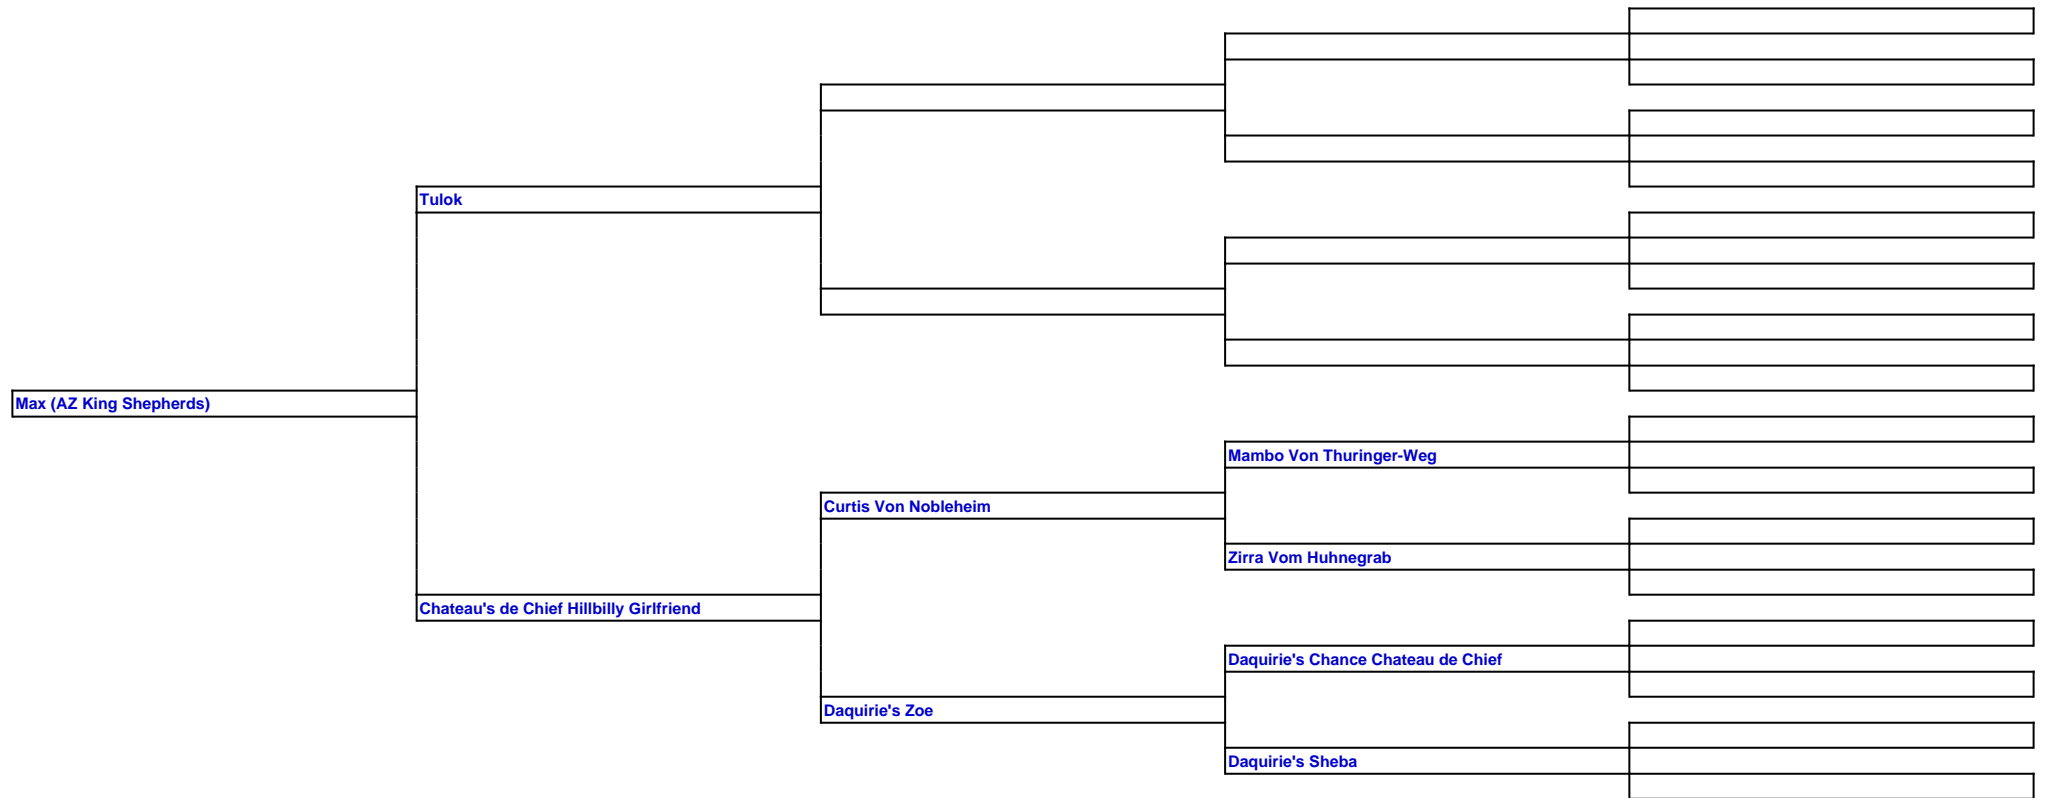 Tulok
Max (AZ King Shepherds)
Mambo Von Thuringer-Weg
Curtis Von Nobleheim
Zirra Vom Huhnegrab
Chateau's de Chief Hillbilly Girlfriend
Daquirie's Chance Chateau de Chief
Daquirie's Zoe
Daquirie's Sheba